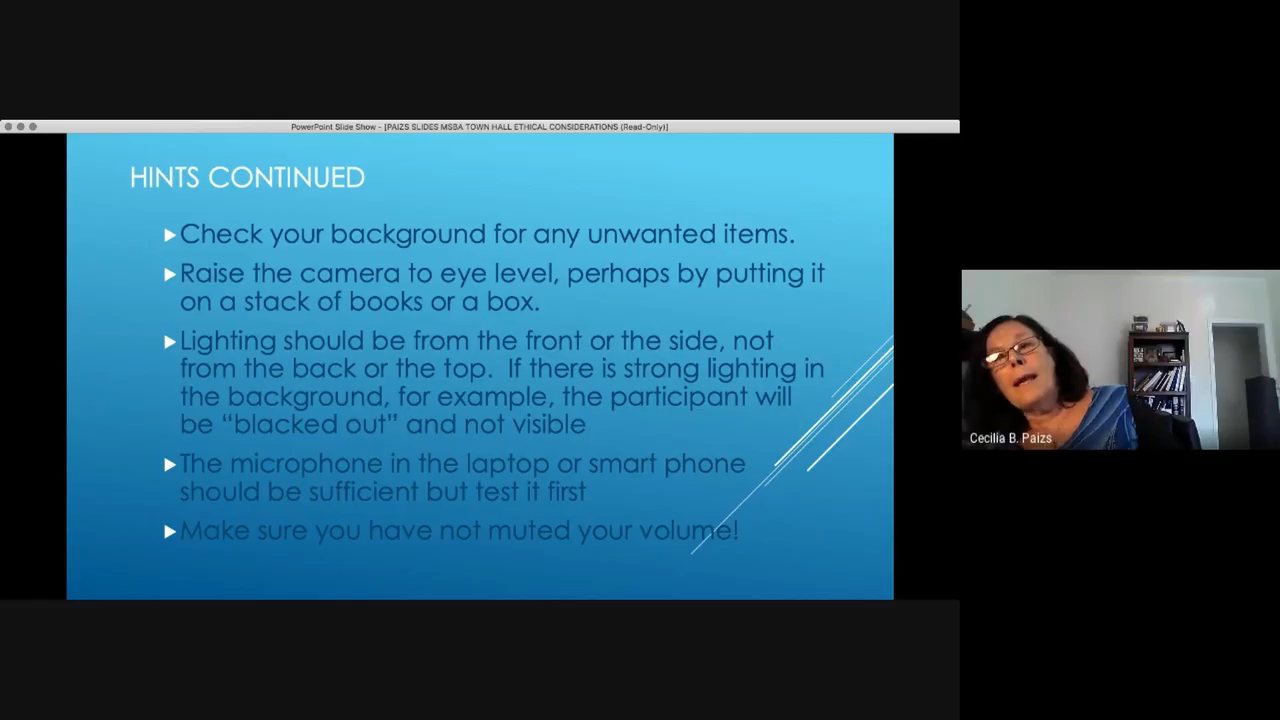 PowerPoint Slide Show - [PAIZS SLIDES MSBA TOWN HALL ETHICAL CONSIDERATIONS (Read-Only)]
HINTS CONTINUED
Check your background for any unwanted items.
Raise the camera to eye level, perhaps by putting it
on a stack of books or a box.
Lighting should be from the front or the side, not
from the back or the top.  If there is strong lighting in
the background, for example, the participant will
be “blacked out” and not visible
The microphone in the laptop or smart phone
should be sufficient but test it first
Make sure you have not muted your volume!
Cecilia B. Paizs